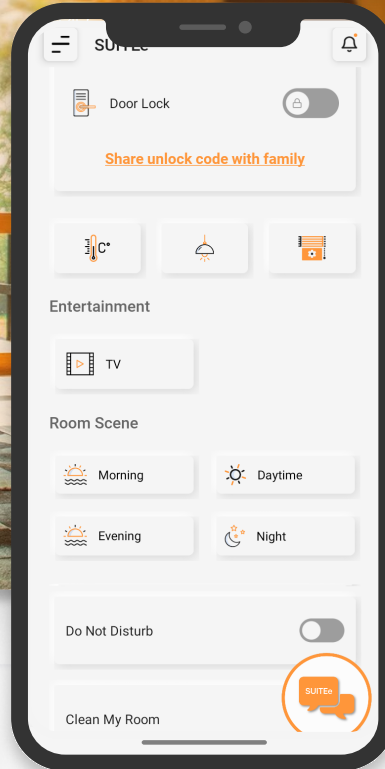 SUITEe
Door Lock
Share unlock code with family
C°
Entertainment
TV
Room Scene
Morning
Daytime
Evening
Night
Do Not Disturb
SUITEe
Clean My Room